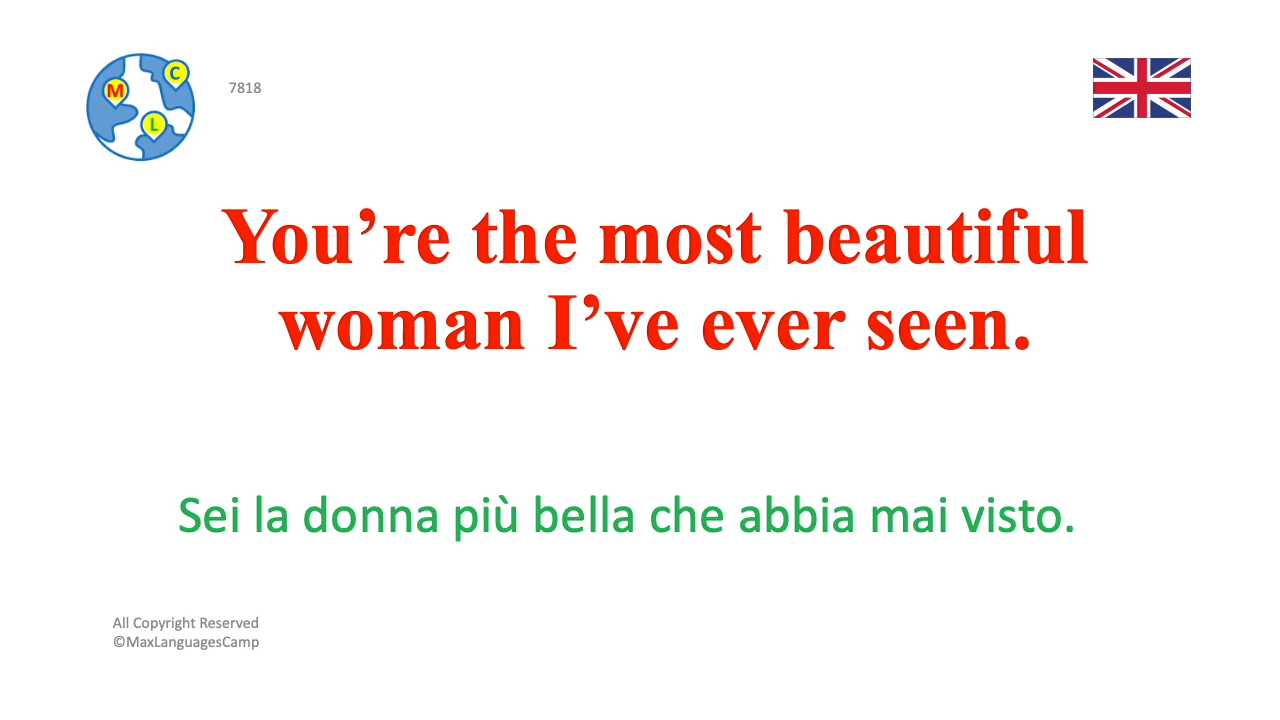 M
C
L
7818
You’re the most beautiful
woman I’ve ever seen.
Sei la donna più bella che abbia mai visto.
All Copyright Reserved
©MaxLanguagesCamp